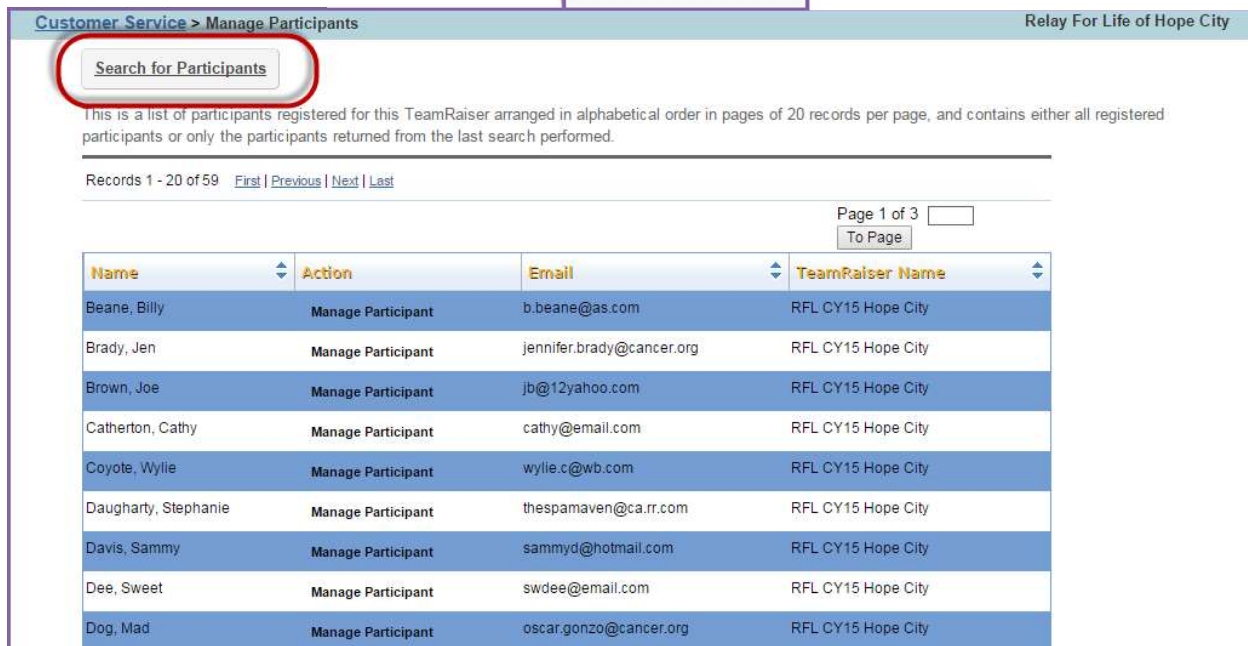 Customer Service > Manage Participants Relay For Life of Hope City
Search for Participants
This is a list of participants registered for this TeamRaiser arranged in alphabetical order in pages of 20 records per page, and contains either all registered
participants or only the participants returned from the last search performed.
Records 1 - 20 of 59 First | Previous | Next | Last
Page 1 of 3
To Page
Name Action Email TeamRaiser Name
Beane, Billy Manage Participant b.beane@as.com RFL CY15 Hope City
Brady, Jen Manage Participant jennifer.brady@cancer.org RFL CY15 Hope City
Brown, Joe Manage Participant jb@12yahoo.com RFL CY15 Hope City
Catherton, Cathy Manage Participant cathy@email.com RFL CY15 Hope City
Coyote, Wylie Manage Participant wylie.c@wb.com RFL CY15 Hope City
Daugharty, Stephanie Manage Participant thespamaven@ca.rr.com RFL CY15 Hope City
Davis, Sammy Manage Participant sammyd@hotmail.com RFL CY15 Hope City
Dee, Sweet Manage Participant swdee@email.com RFL CY15 Hope City
Dog, Mad Manage Participant oscar.gonzo@cancer.org RFL CY15 Hope City